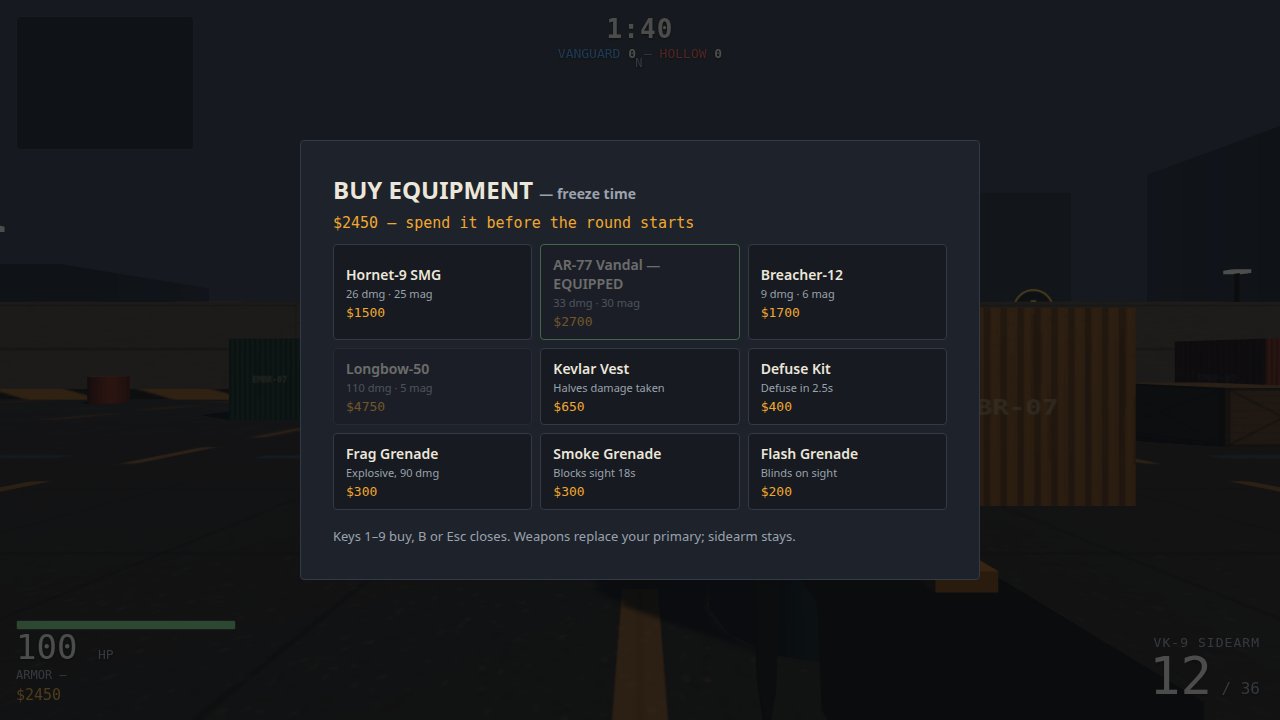 1:40
VANGUARD 0 — HOLLOW 0
N
BUY EQUIPMENT — freeze time
$2450 — spend it before the round starts
Hornet-9 SMG
26 dmg · 25 mag
$1500
AR-77 Vandal —
EQUIPPED
33 dmg · 30 mag
$2700
Breacher-12
9 dmg · 6 mag
$1700
Longbow-50
110 dmg · 5 mag
$4750
Kevlar Vest
Halves damage taken
$650
Defuse Kit
Defuse in 2.5s
$400
Frag Grenade
Explosive, 90 dmg
$300
Smoke Grenade
Blocks sight 18s
$300
Flash Grenade
Blinds on sight
$200
Keys 1–9 buy, B or Esc closes. Weapons replace your primary; sidearm stays.
BR-07
100 HP
ARMOR —
$2450
VK-9 SIDEARM
12 / 36